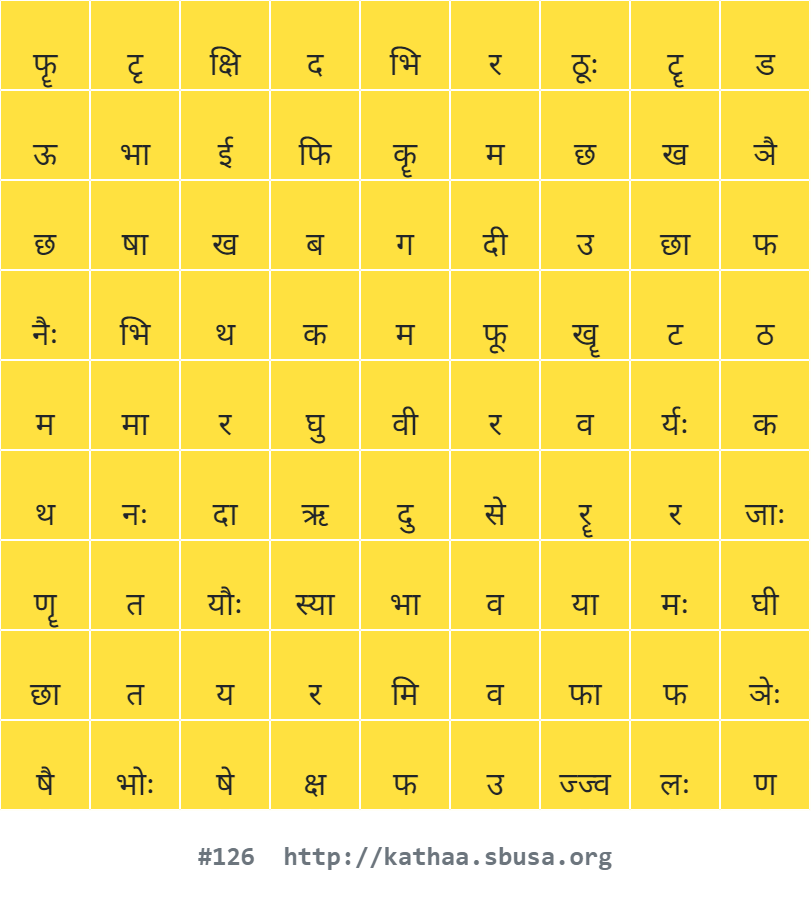 फॄ टृ क्षि द भि र ठूः टॄ ड
ऊ भा ई फि कॄ म छ ख ञै
छ षा ख ब ग दी उ छा फ
नैः भि थ क म फू खॄ ट ठ
म मा र घु वी र व र्यः क
थ नः दा ऋ दु से रॄ र जाः
णॄ त यौः स्या भा व या मः घी
छा त य र मि व फा फ ञेः
षै भोः षे क्ष फ उ ज्ज्व लः ण
#126 http://kathaa.sbusa.org